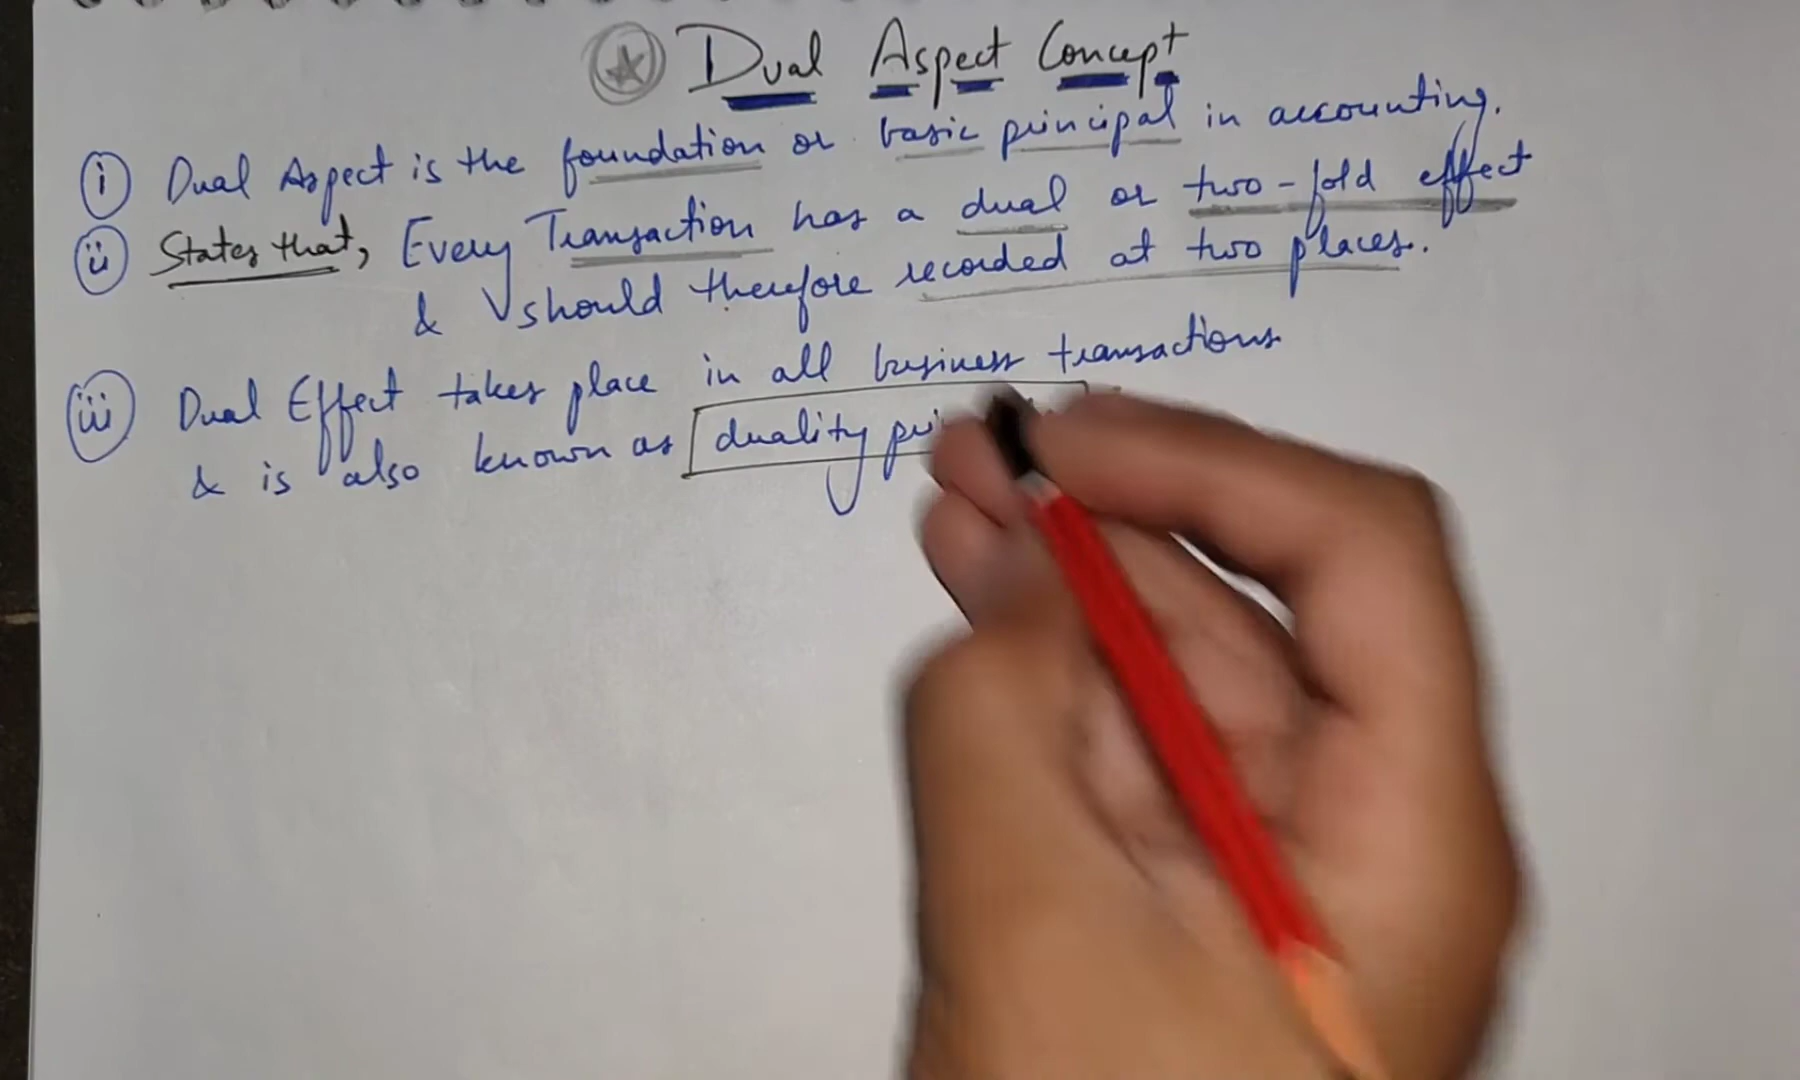 Dual Aspect Concept
i Dual Aspect is the foundation or basic principal in accounting.
ii States that, Every Transaction has a dual or two-fold effect
& should therefore recorded at two places.
iii Dual Effect takes place in all business transactions
& is also known as duality